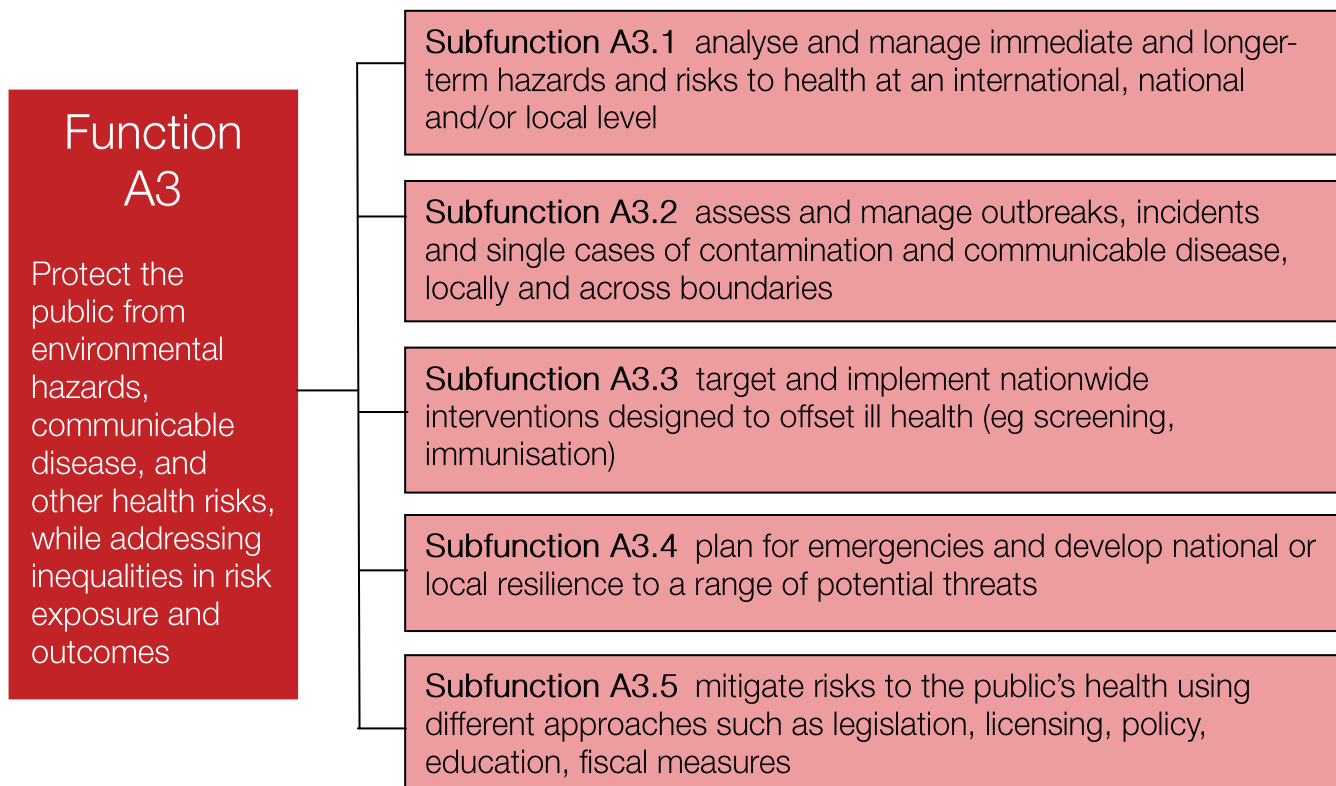 Function
A3
Protect the
public from
environmental
hazards,
communicable
disease, and
other health risks,
while addressing
inequalities in risk
exposure and
outcomes
Subfunction A3.1 analyse and manage immediate and longer-
term hazards and risks to health at an international, national
and/or local level
Subfunction A3.2 assess and manage outbreaks, incidents
and single cases of contamination and communicable disease,
locally and across boundaries
Subfunction A3.3 target and implement nationwide
interventions designed to offset ill health (eg screening,
immunisation)
Subfunction A3.4 plan for emergencies and develop national or
local resilience to a range of potential threats
Subfunction A3.5 mitigate risks to the public’s health using
different approaches such as legislation, licensing, policy,
education, fiscal measures